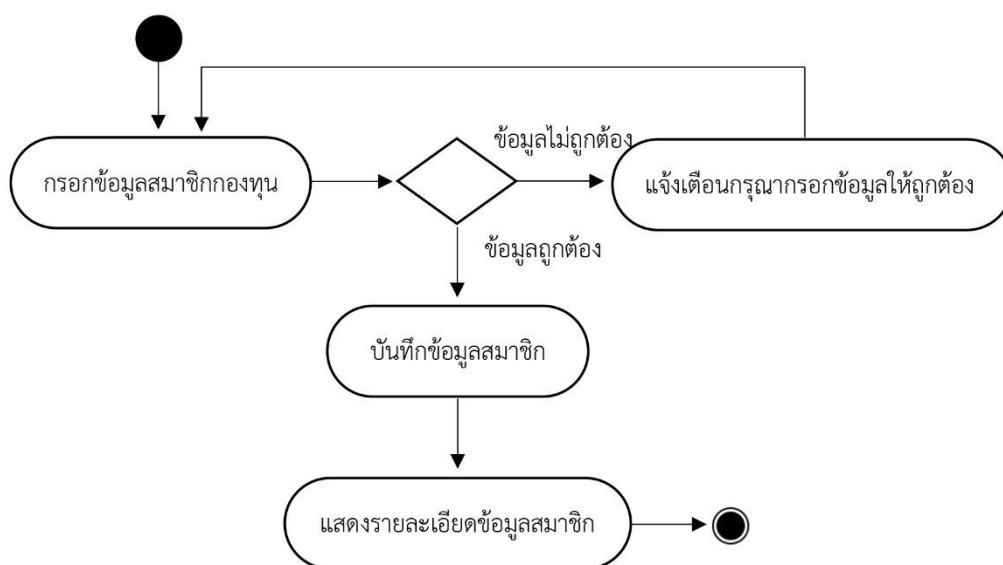 ข้อมูลไม่ถูกต้อง
กรอกข้อมูลสมาชิกกองทุน
แจ้งเตือนกรุณากรอกข้อมูลให้ถูกต้อง
ข้อมูลถูกต้อง
บันทึกข้อมูลสมาชิก
แสดงรายละเอียดข้อมูลสมาชิก